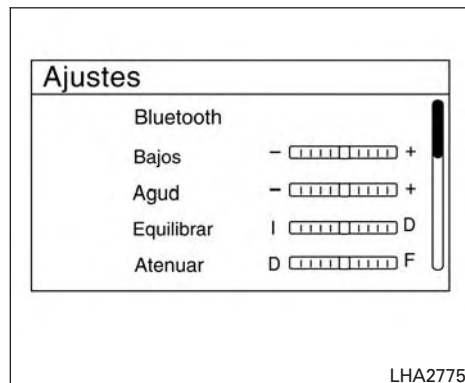 Ajustes
Bluetooth
Bajos - +
Agud - +
Equilibrar I D
Atenuar D F
LHA2775